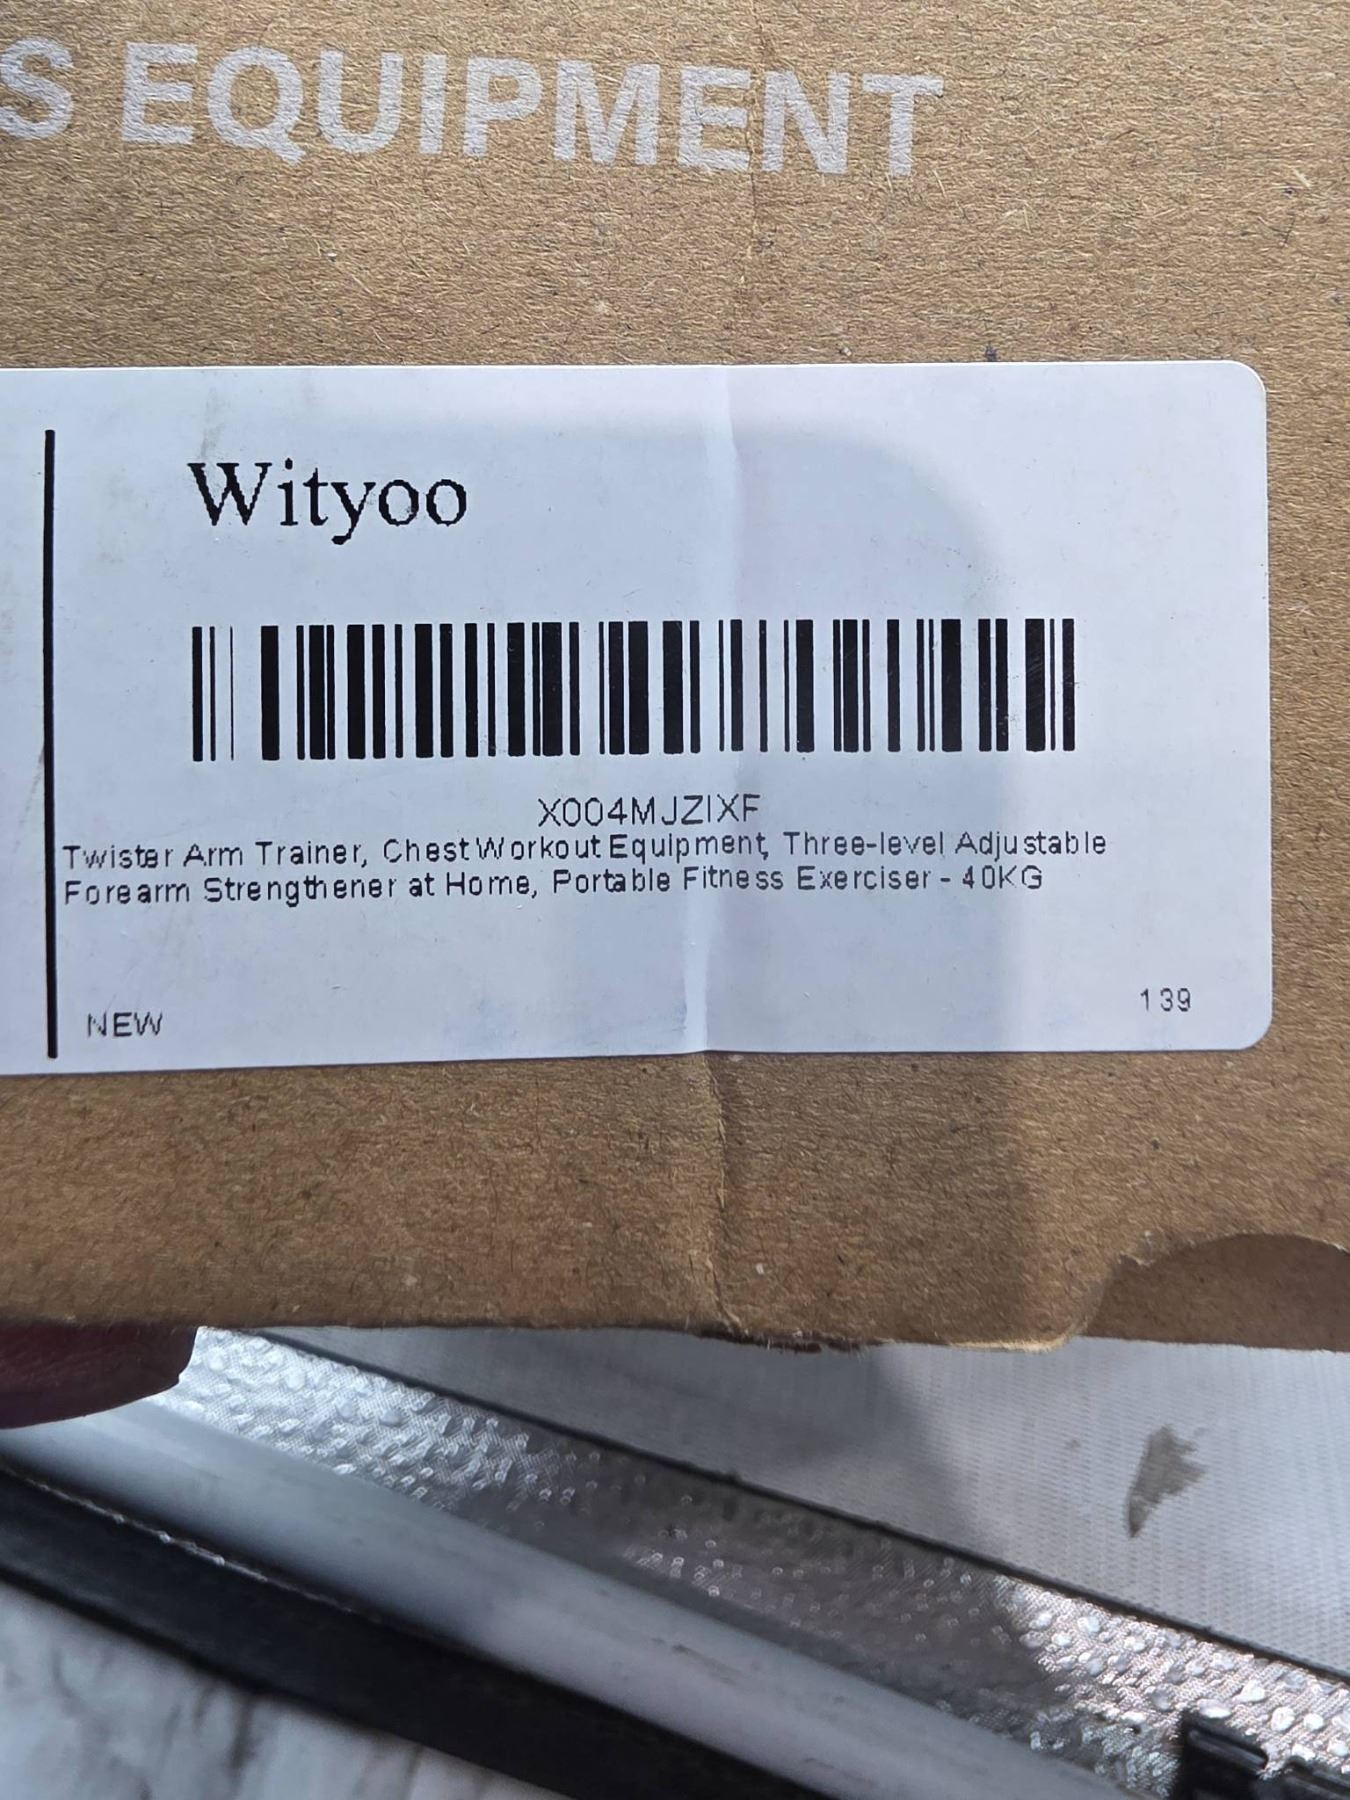 S EQUIPMENT
Wityoo
X004MJZIXF
Twister Arm Trainer, Chest Workout Equipment, Three-level Adjustable
Forearm Strengthener at Home, Portable Fitness Exerciser - 40KG
NEW
139